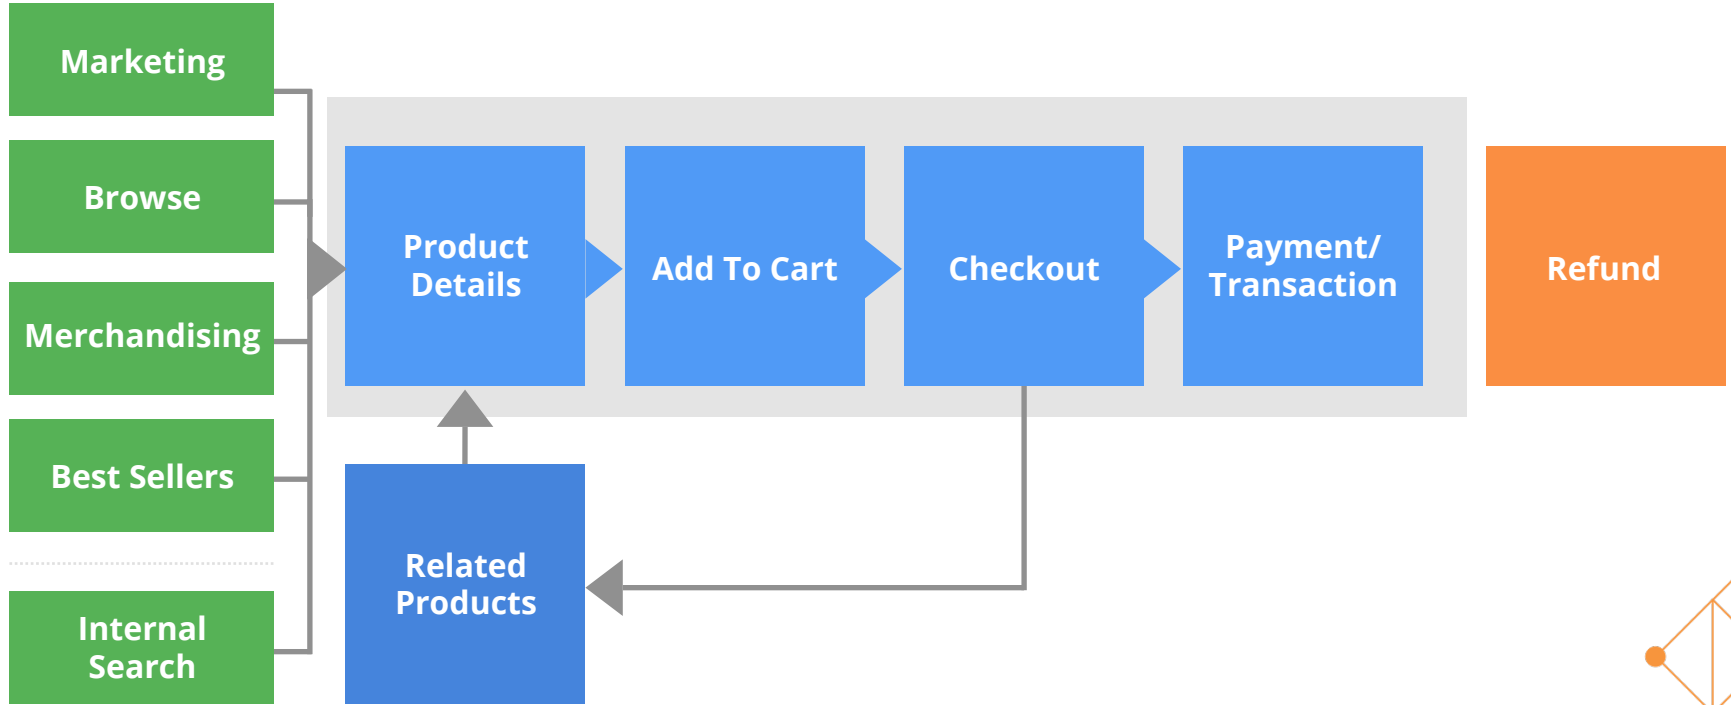 Marketing
Browse
Merchandising
Best Sellers
Internal
Search
Product
Details
Add To Cart
Checkout
Payment/
Transaction
Refund
Related
Products